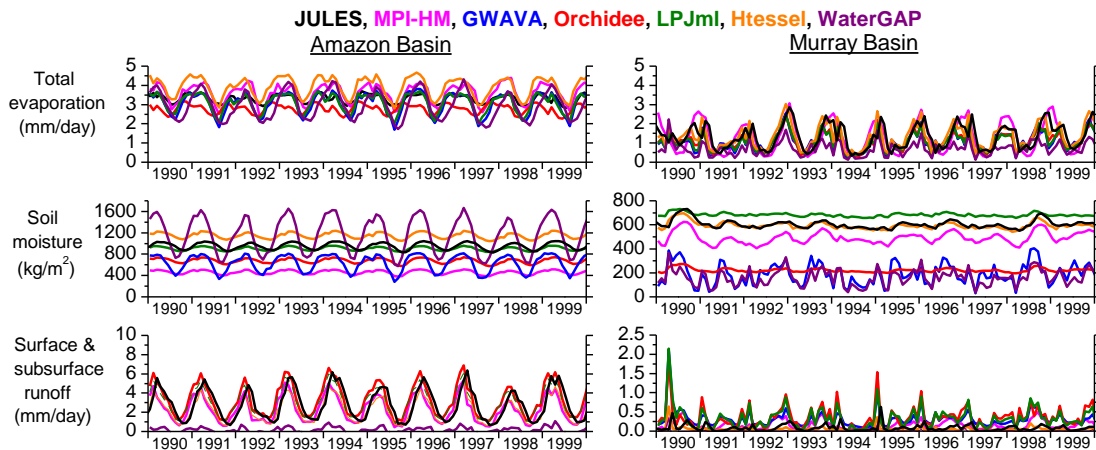 JULES, MPI-HM, GWAVA, Orchidee, LPJml, Htessel, WaterGAP
Amazon Basin
Murray Basin
Total
evaporation
(mm/day)
5
4
3
2
1
0
1990 1991 1992 1993 1994 1995 1996 1997 1998 1999
5
4
3
2
1
0
1990 1991 1992 1993 1994 1995 1996 1997 1998 1999
Soil
moisture
(kg/m²)
1600
1200
800
400
0
1990 1991 1992 1993 1994 1995 1996 1997 1998 1999
800
600
400
200
0
1990 1991 1992 1993 1994 1995 1996 1997 1998 1999
Surface &
subsurface
runoff
(mm/day)
10
8
6
4
2
0
1990 1991 1992 1993 1994 1995 1996 1997 1998 1999
2.5
2.0
1.5
1.0
0.5
0.0
1990 1991 1992 1993 1994 1995 1996 1997 1998 1999